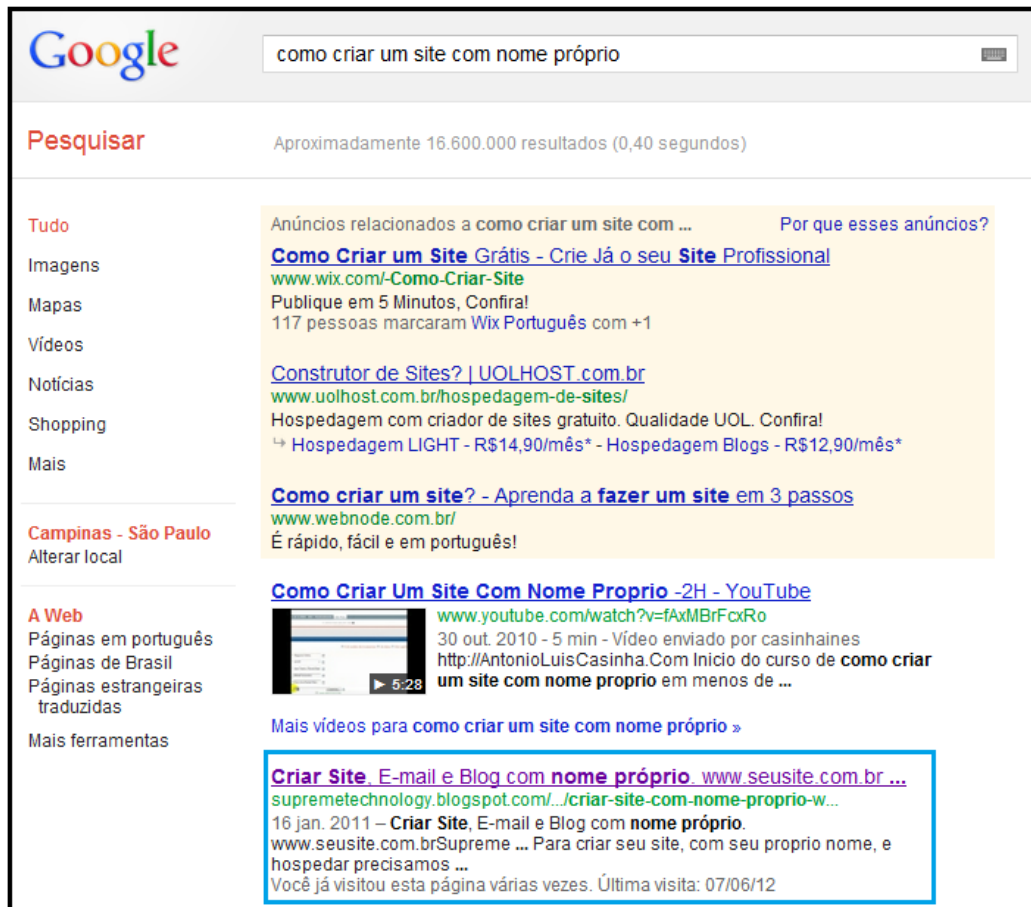 Google
como criar um site com nome próprio
Pesquisar
Aproximadamente 16.600.000 resultados (0,40 segundos)
Tudo
Imagens
Mapas
Vídeos
Notícias
Shopping
Mais
Campinas - São Paulo
Alterar local
A Web
Páginas em português
Páginas de Brasil
Páginas estrangeiras
traduzidas
Mais ferramentas
Anúncios relacionados a como criar um site com ...
Por que esses anúncios?
Como Criar um Site Grátis - Crie Já o seu Site Profissional
www.wix.com/-Como-Criar-Site
Publique em 5 Minutos, Confira!
117 pessoas marcaram Wix Português com +1
Construtor de Sites? | UOLHOST.com.br
www.uolhost.com.br/hospedagem-de-sites/
Hospedagem com criador de sites gratuito. Qualidade UOL. Confira!
Hospedagem LIGHT - R$14,90/mês* - Hospedagem Blogs - R$12,90/mês*
Como criar um site? - Aprenda a fazer um site em 3 passos
www.webnode.com.br/
É rápido, fácil e em português!
Como Criar Um Site Com Nome Proprio -2H - YouTube
www.youtube.com/watch?v=fAxMBrFcxRo
30 out. 2010 - 5 min - Vídeo enviado por casinhaines
http://AntonioLuisCasinha.Com Inicio do curso de como criar
um site com nome proprio em menos de ...
5:28
Mais vídeos para como criar um site com nome próprio »
Criar Site, E-mail e Blog com nome próprio. www.seusite.com.br ...
supremetechnology.blogspot.com/.../criar-site-com-nome-proprio-w...
16 jan. 2011 – Criar Site, E-mail e Blog com nome próprio.
www.seusite.com.brSupreme ... Para criar seu site, com seu proprio nome, e
hospedar precisamos ...
Você já visitou esta página várias vezes. Última visita: 07/06/12